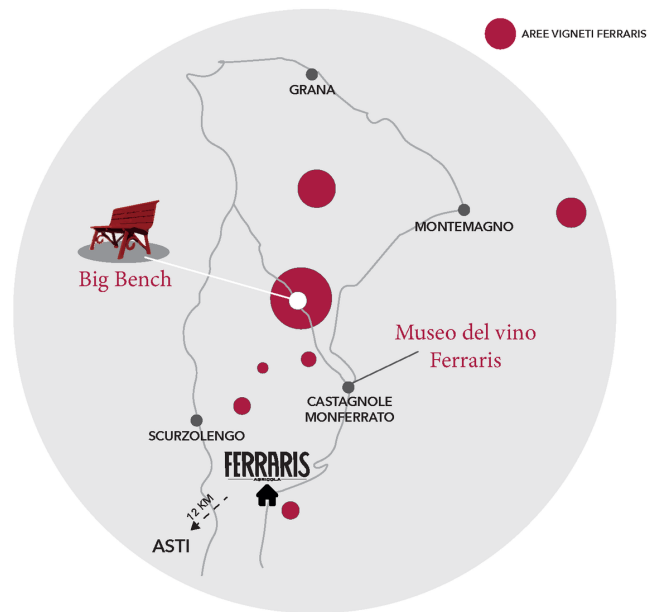 AREE VIGNETI FERRARIS
GRANA
MONTEMAGNO
Big Bench
Museo del vino
Ferraris
CASTAGNOLE
MONFERRATO
SCURZOLENGO
FERRARIS
AGRICOLA
12 KM
ASTI